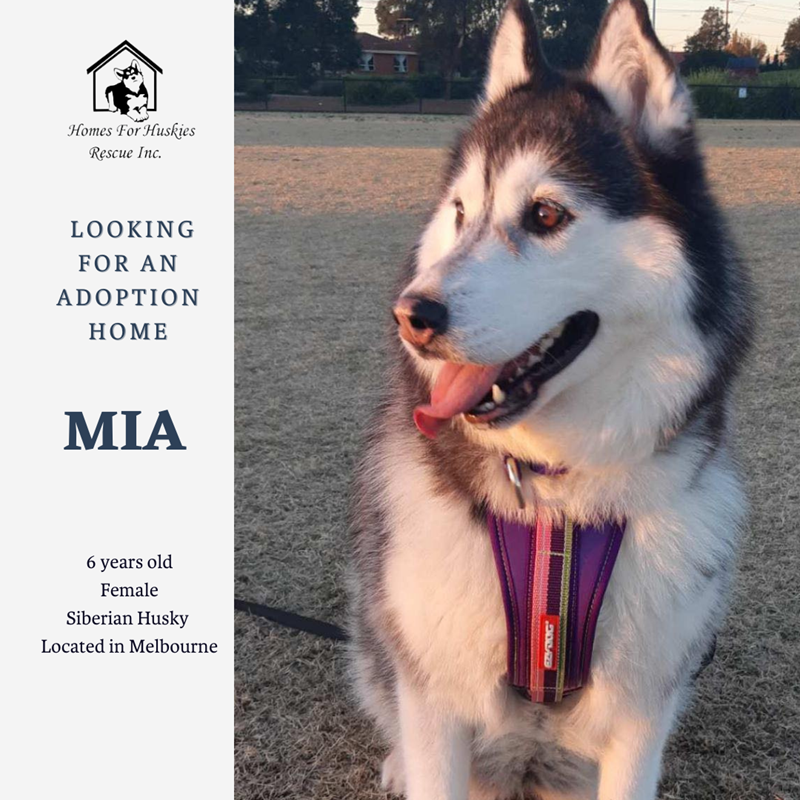 Homes For Huskies
Rescue Inc.
LOOKING
FOR AN
ADOPTION
HOME
MIA
6 years old
Female
Siberian Husky
Located in Melbourne
EZYDOG